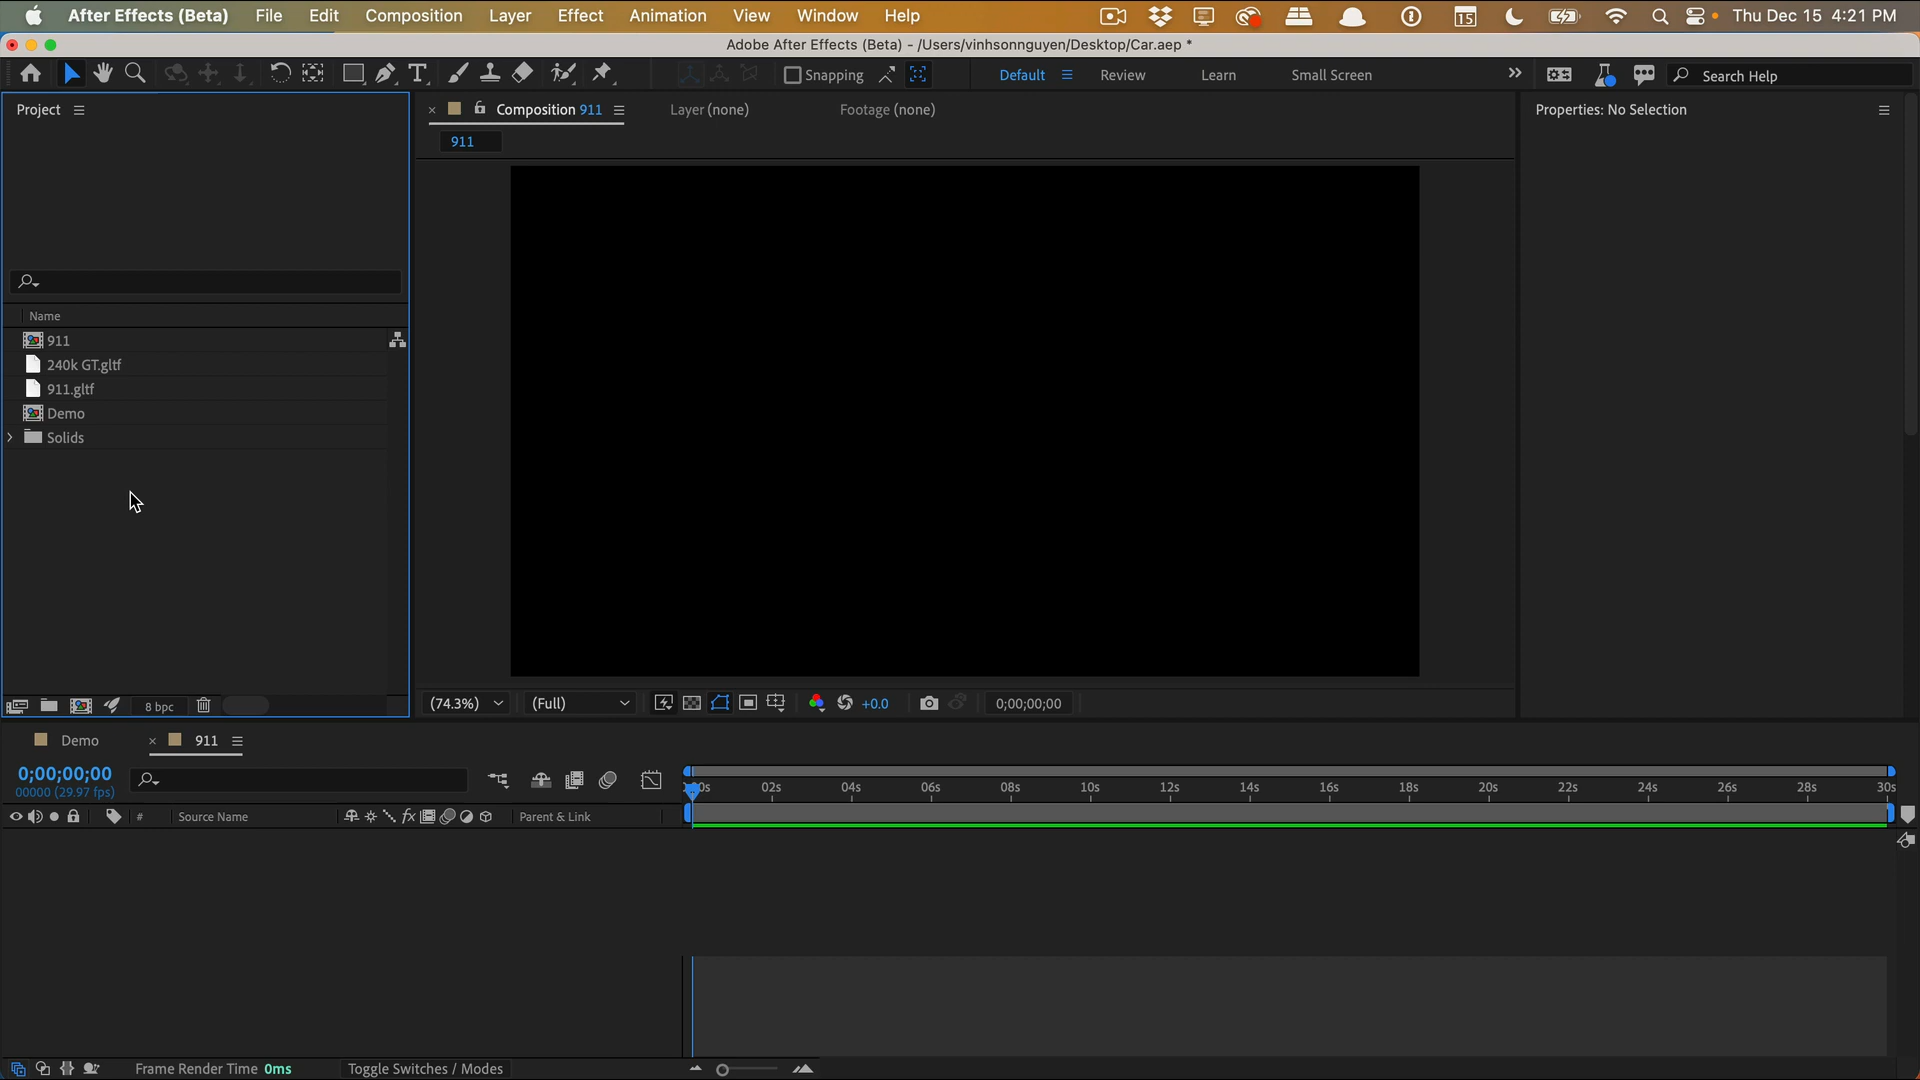 After Effects (Beta) File Edit Composition Layer Effect Animation View Window Help 15 Thu Dec 15 4:21 PM
Adobe After Effects (Beta) - /Users/vinhsonnguyen/Desktop/Car.aep *
Snapping Default Review Learn Small Screen Search Help
Project Composition 911 Layer (none) Footage (none) Properties: No Selection
911
Name
911
240k GT.gltf
911.gltf
Demo
Solids
8 bpc (74.3%) (Full) +0.0 0;00;00;00
Demo 911
0;00;00;00
00000 (29.97 fps)
0s 02s 04s 06s 08s 10s 12s 14s 16s 18s 20s 22s 24s 26s 28s 30s
# Source Name fx Parent & Link
Frame Render Time 0ms Toggle Switches / Modes